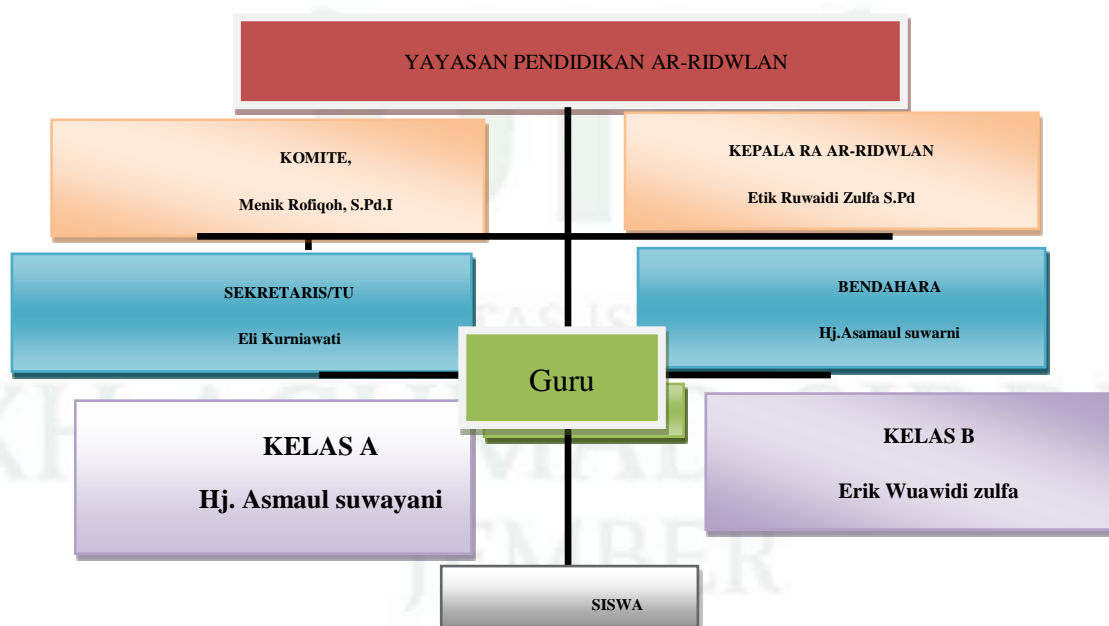 YAYASAN PENDIDIKAN AR-RIDWLAN
KOMITE,
Menik Rofiqoh, S.Pd.I
KEPALA RA AR-RIDWLAN
Etik Ruwaidi Zulfa S.Pd
SEKRETARIS/TU
Eli Kurniawati
BENDAHARA
Hj.Asamaul suwarni
Guru
KELAS A
Hj. Asmaul suwayani
KELAS B
Erik Wuawidi zulfa
SISWA
JEMBER